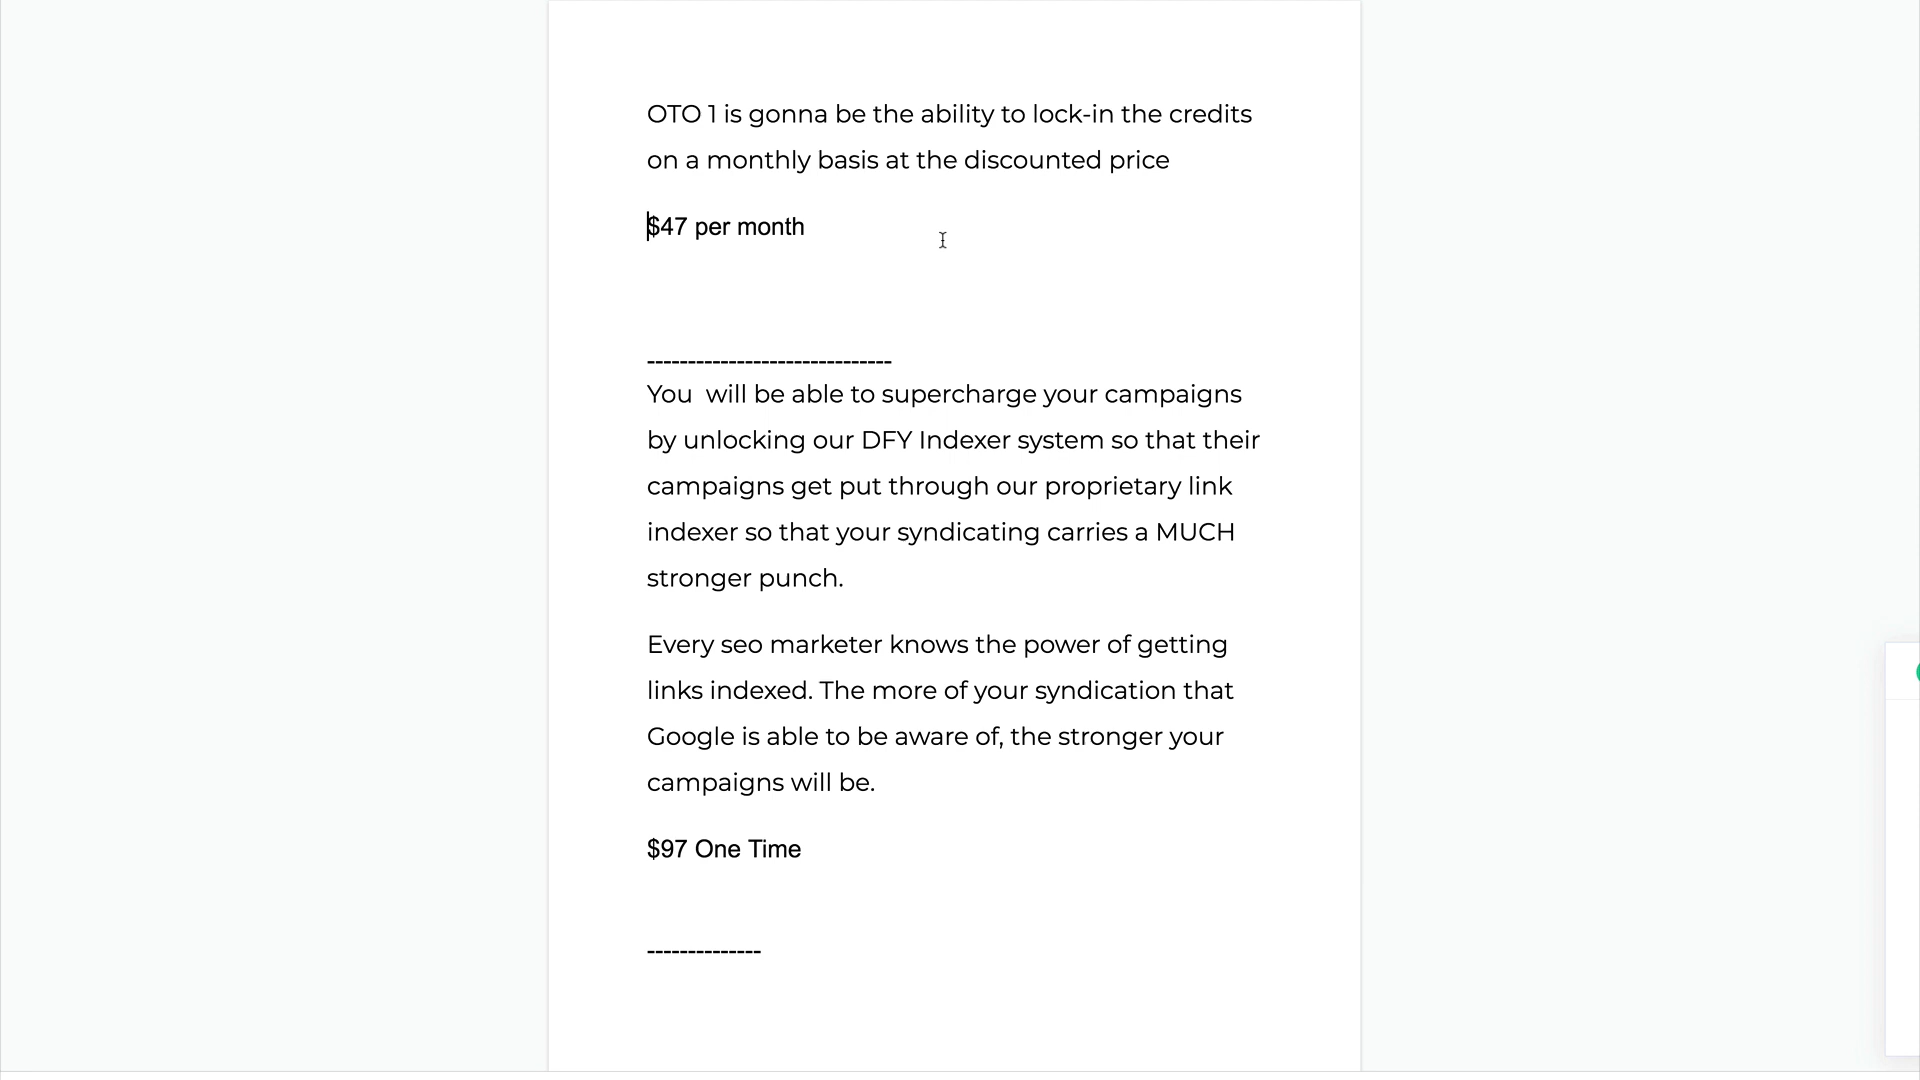 OTO 1 is gonna be the ability to lock-in the credits
on a monthly basis at the discounted price
$47 per month
------------------------------
You  will be able to supercharge your campaigns
by unlocking our DFY Indexer system so that their
campaigns get put through our proprietary link
indexer so that your syndicating carries a MUCH
stronger punch.
Every seo marketer knows the power of getting
links indexed. The more of your syndication that
Google is able to be aware of, the stronger your
campaigns will be.
$97 One Time
--------------